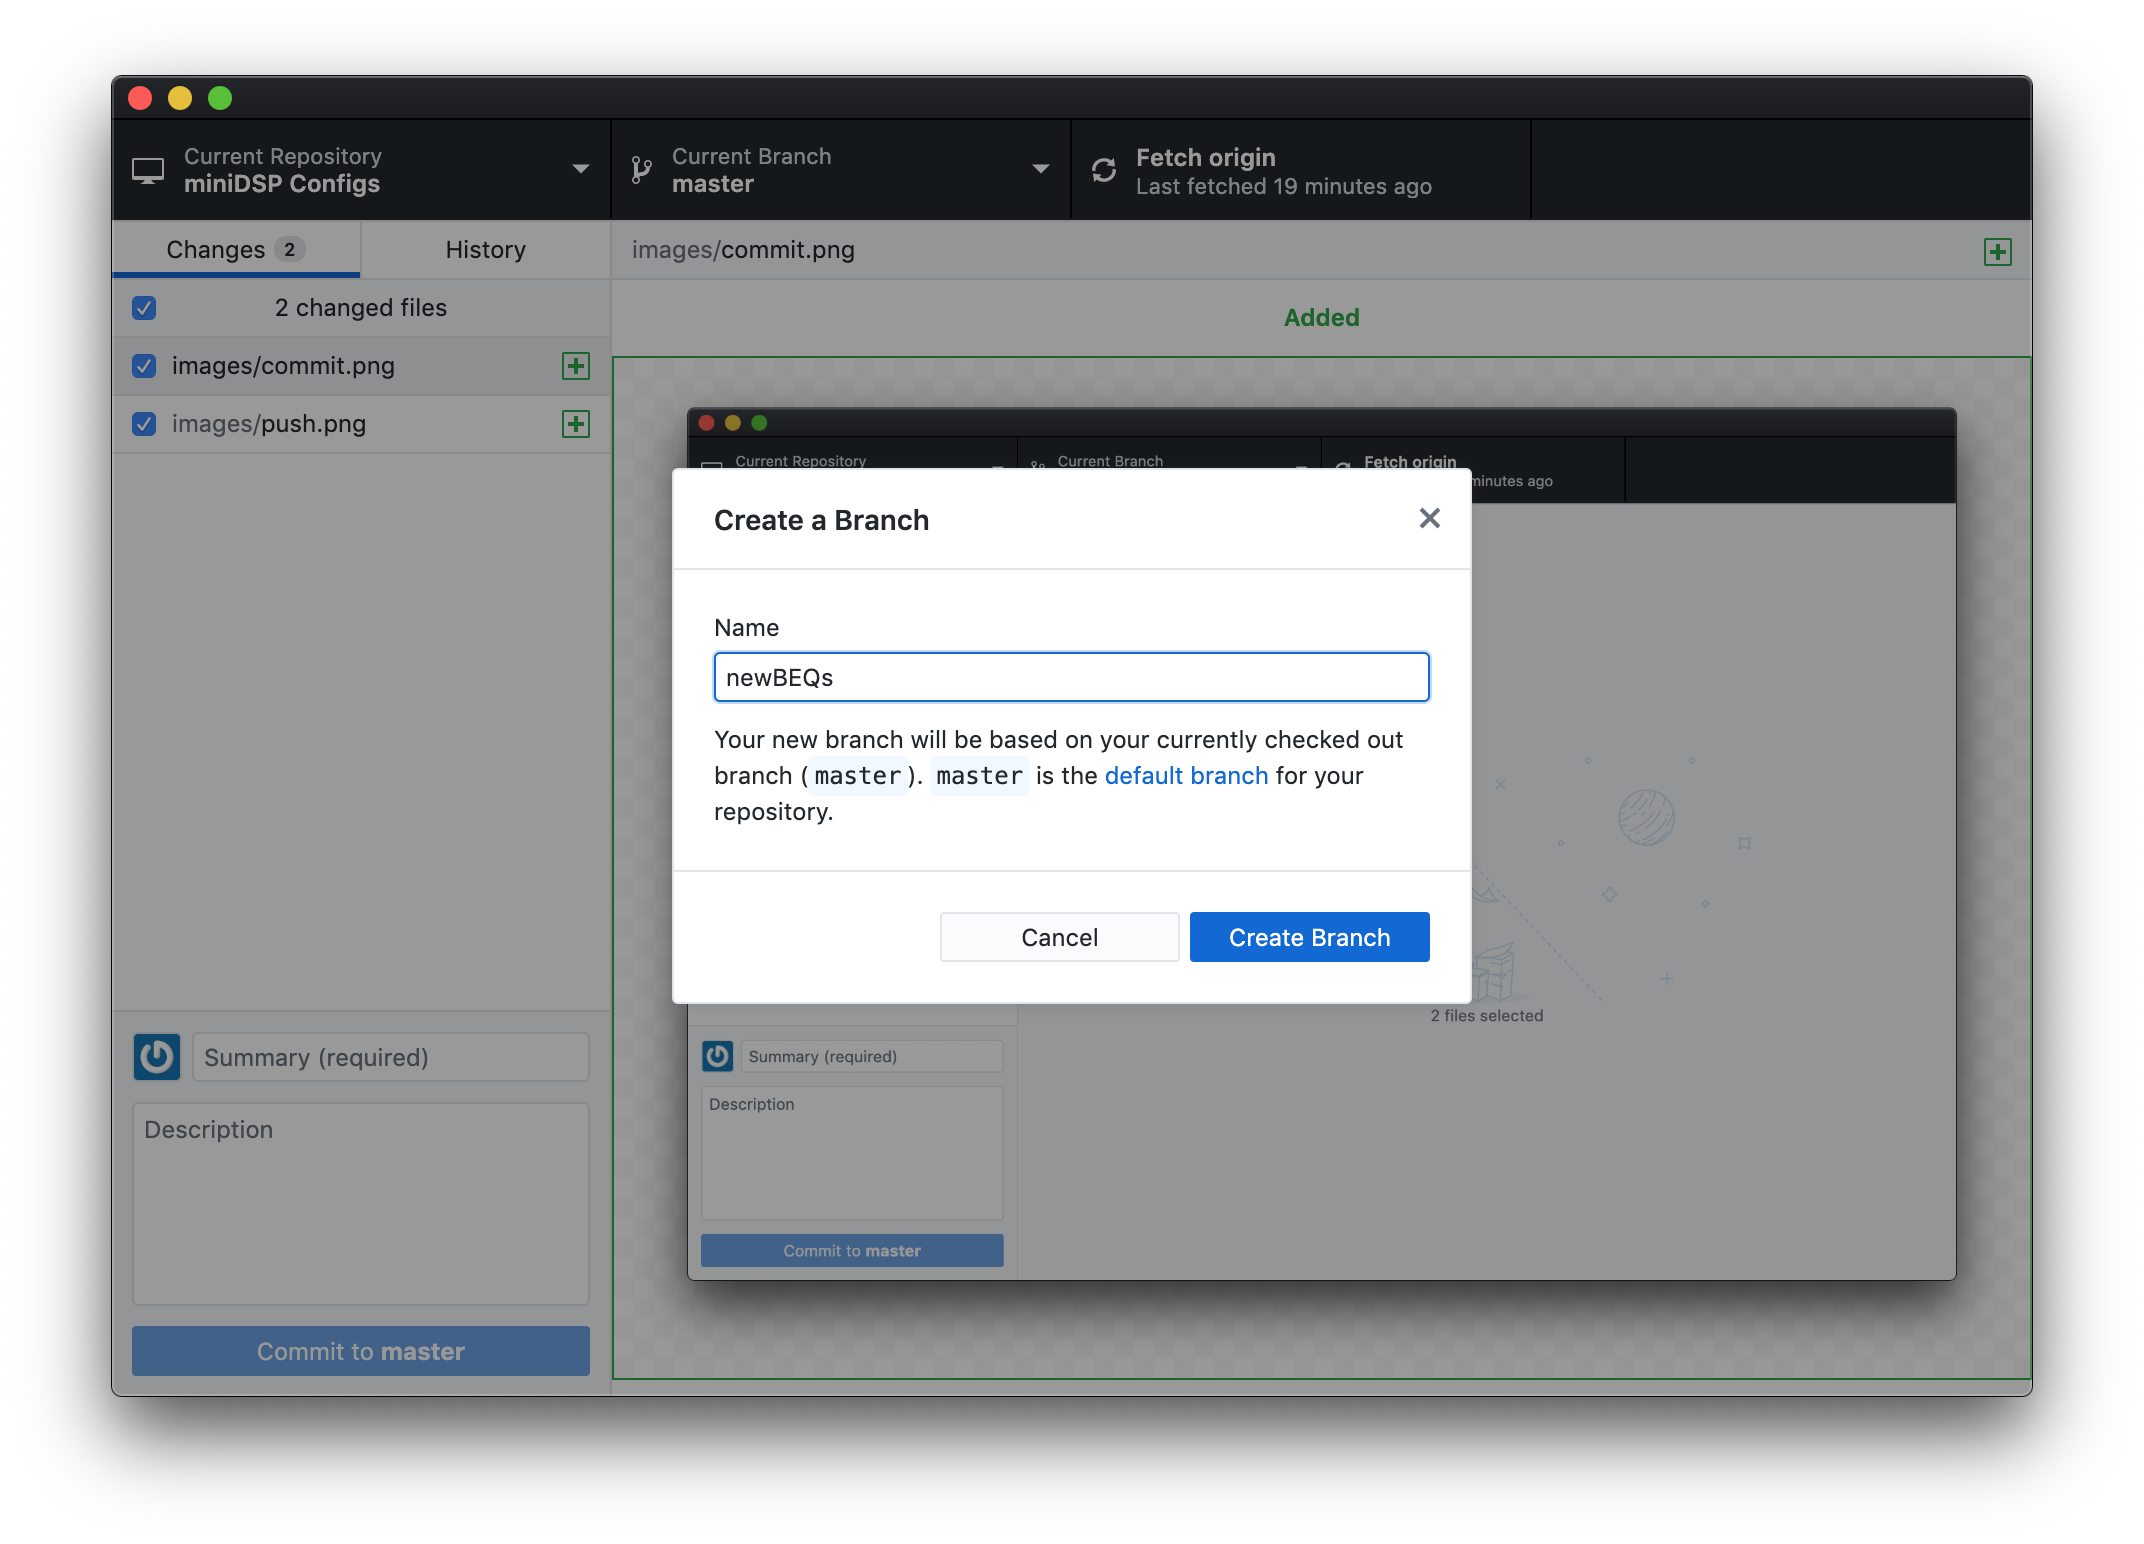 Current Repository
miniDSP Configs
Current Branch
master
Fetch origin
Last fetched 19 minutes ago
Changes 2
History
images/commit.png
2 changed files
Added
images/commit.png
images/push.png
Current Repository
Current Branch
Fetch origin
minutes ago
Create a Branch
Name
newBEQs
Your new branch will be based on your currently checked out
branch (master). master is the default branch for your
repository.
Cancel
Create Branch
2 files selected
Summary (required)
Description
Commit to master
Summary (required)
Description
Commit to master